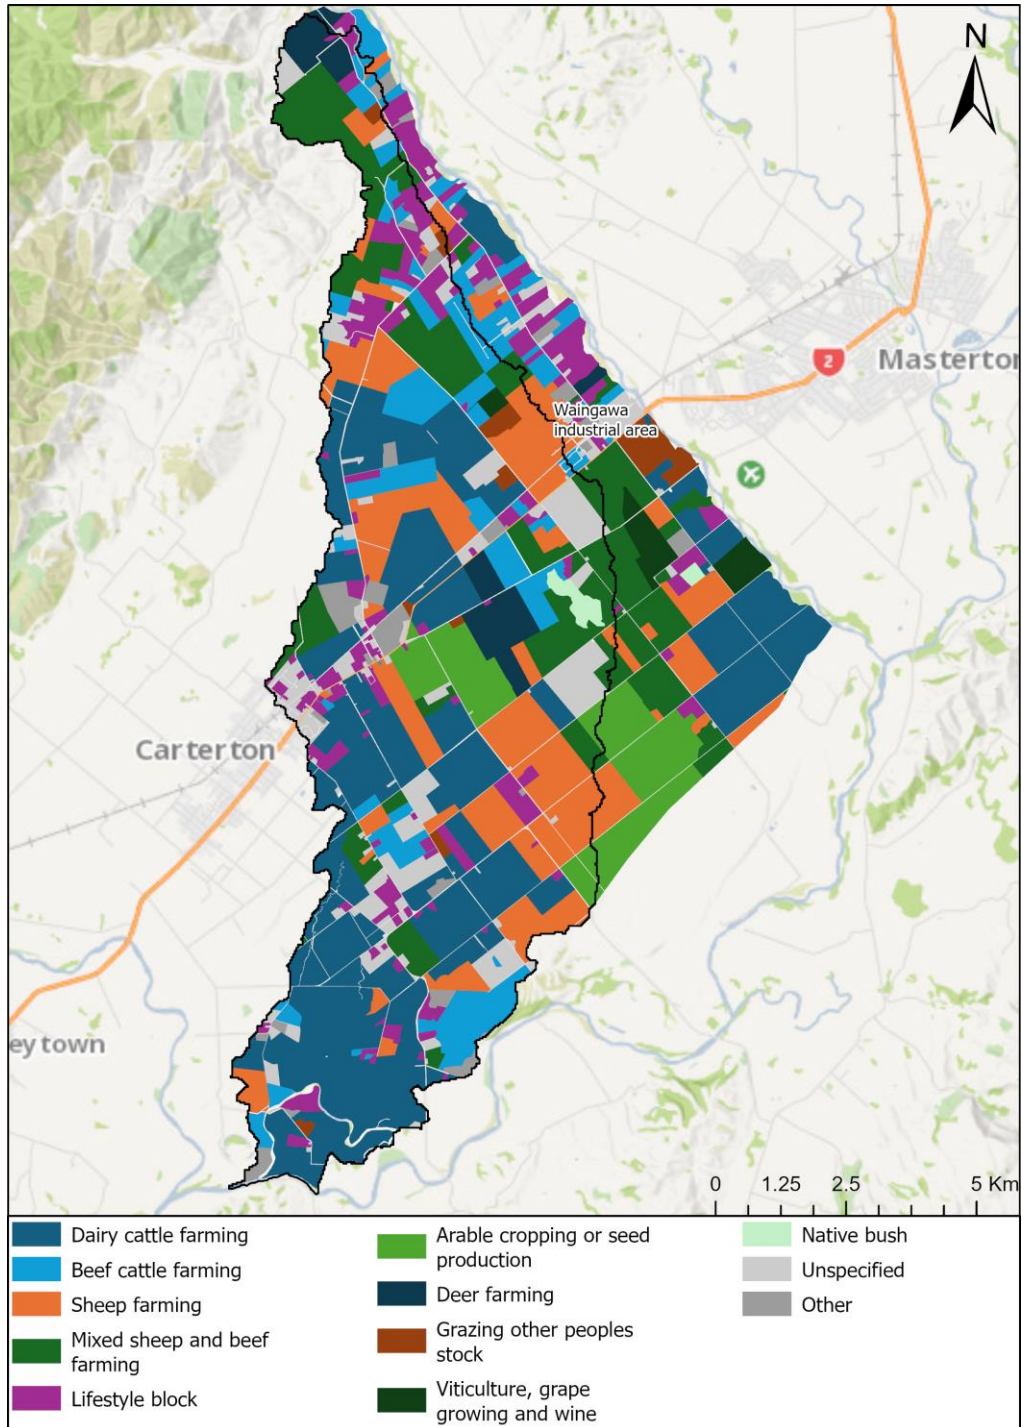 N
2
Masterton
Waingawa
industrial area
Carterton
eytown
0 1.25 2.5 5 Km
Dairy cattle farming
Beef cattle farming
Sheep farming
Mixed sheep and beef
farming
Lifestyle block
Arable cropping or seed
production
Deer farming
Grazing other peoples
stock
Viticulture, grape
growing and wine
Native bush
Unspecified
Other